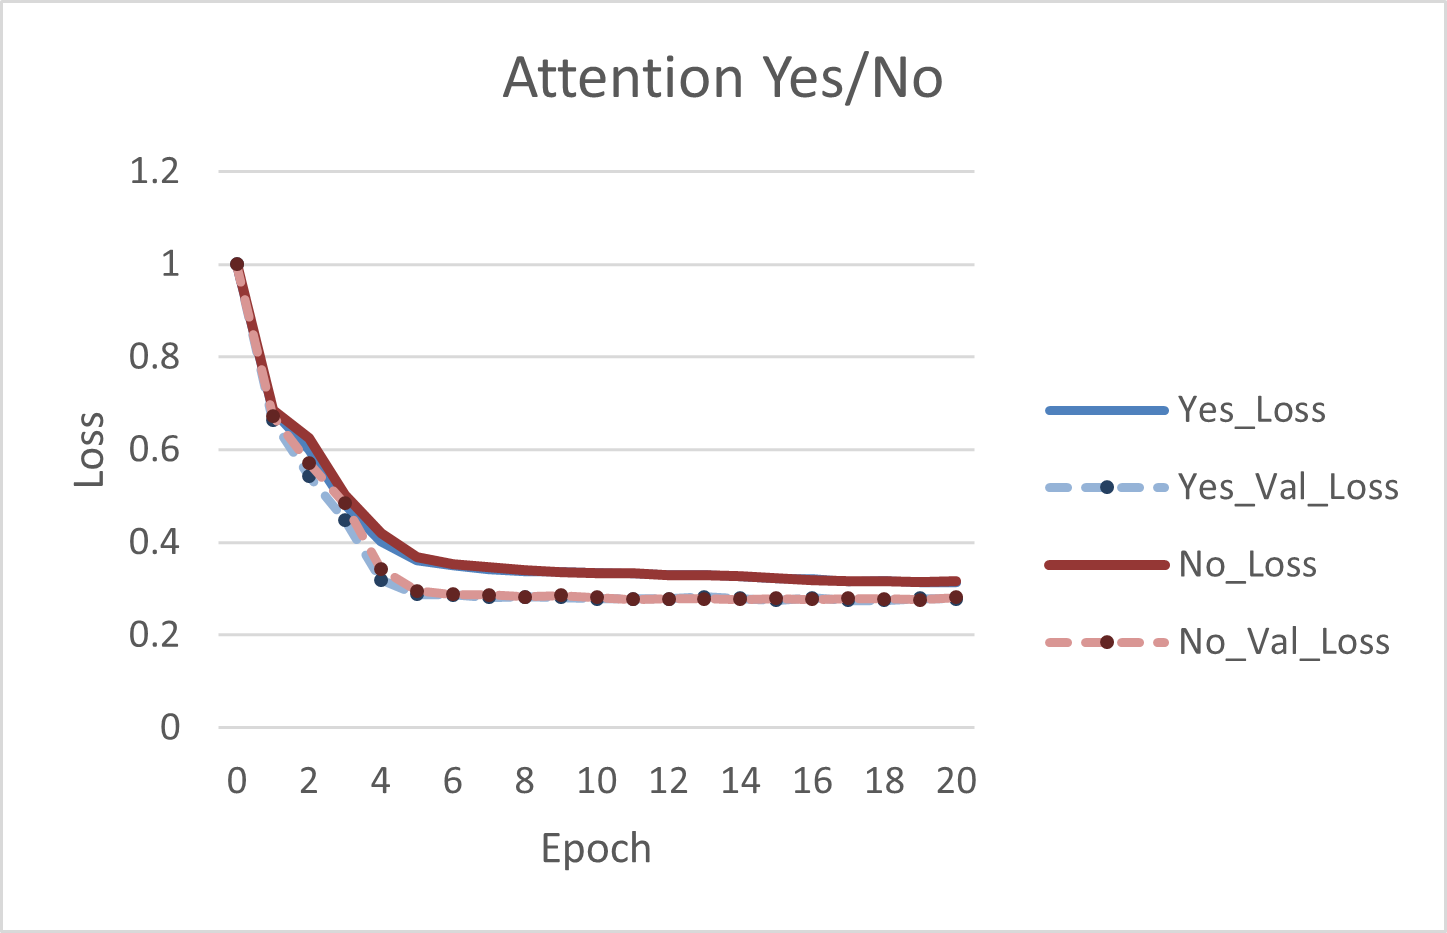 Attention Yes/No
1.2
1
0.8
0.6
0.4
0.2
0
Loss
0 2 4 6 8 10 12 14 16 18 20
Epoch
Yes_Loss
Yes_Val_Loss
No_Loss
No_Val_Loss